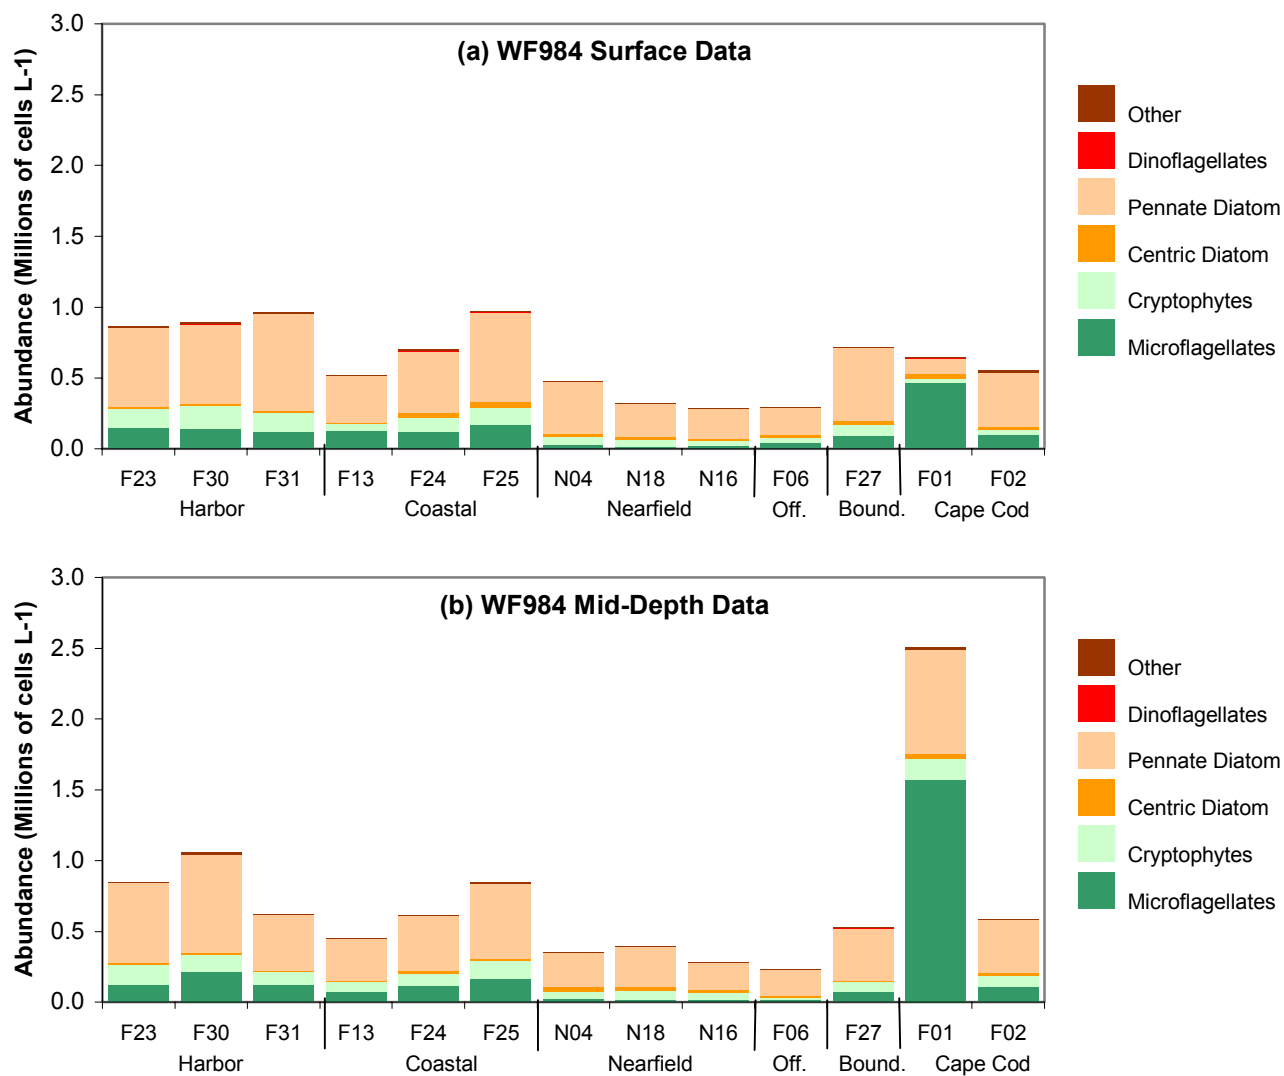 (a) WF984 Surface Data
Abundance (Millions of cells L-1)
3.0
2.5
2.0
1.5
1.0
0.5
0.0
F23 F30 F31 F13 F24 F25 N04 N18 N16 F06 F27 F01 F02
Harbor Coastal Nearfield Off. Bound. Cape Cod
Other
Dinoflagellates
Pennate Diatom
Centric Diatom
Cryptophytes
Microflagellates
(b) WF984 Mid-Depth Data
Abundance (Millions of cells L-1)
3.0
2.5
2.0
1.5
1.0
0.5
0.0
F23 F30 F31 F13 F24 F25 N04 N18 N16 F06 F27 F01 F02
Harbor Coastal Nearfield Off. Bound. Cape Cod
Other
Dinoflagellates
Pennate Diatom
Centric Diatom
Cryptophytes
Microflagellates